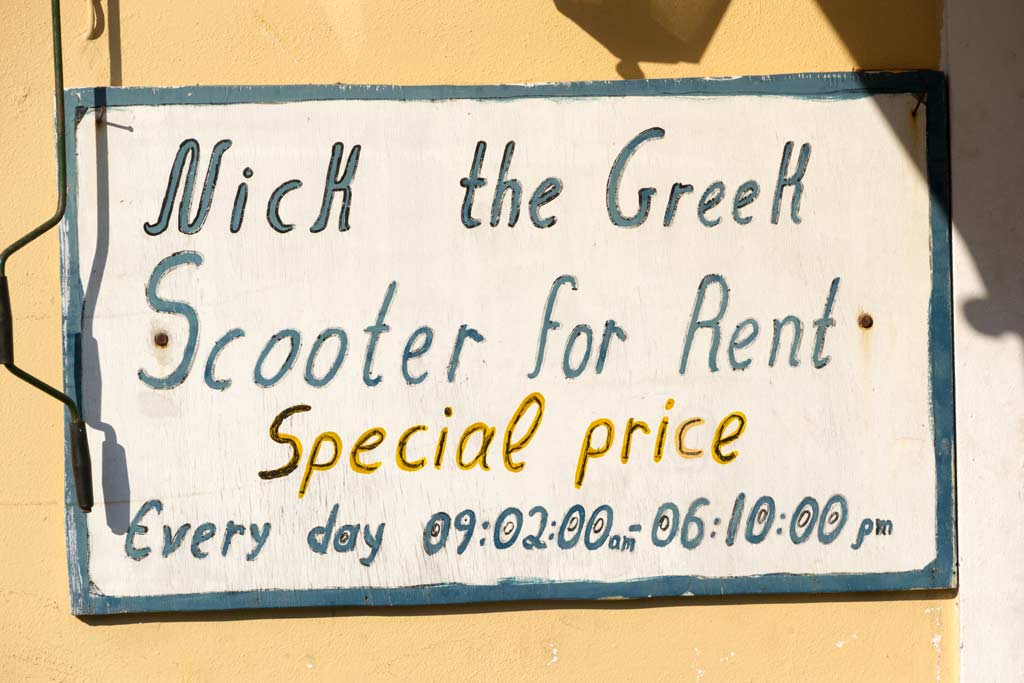 Nick the Greek
Scooter for Rent
Special price
Every day 09:02:00am-06:10:00 pm